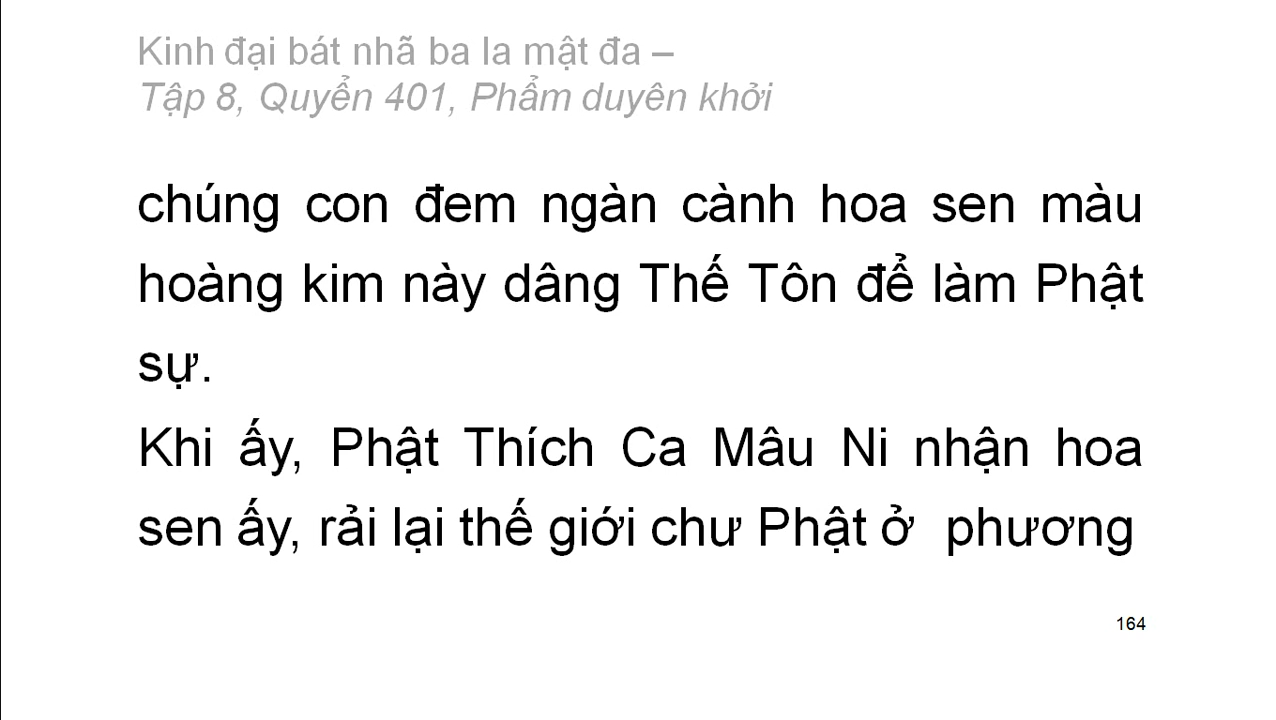 Kinh đại bát nhã ba la mật đa –
Tập 8, Quyển 401, Phẩm duyên khởi
chúng con đem ngàn cành hoa sen màu
hoàng kim này dâng Thế Tôn để làm Phật
sự.
Khi ấy, Phật Thích Ca Mâu Ni nhận hoa
sen ấy, rải lại thế giới chư Phật ở phương
164